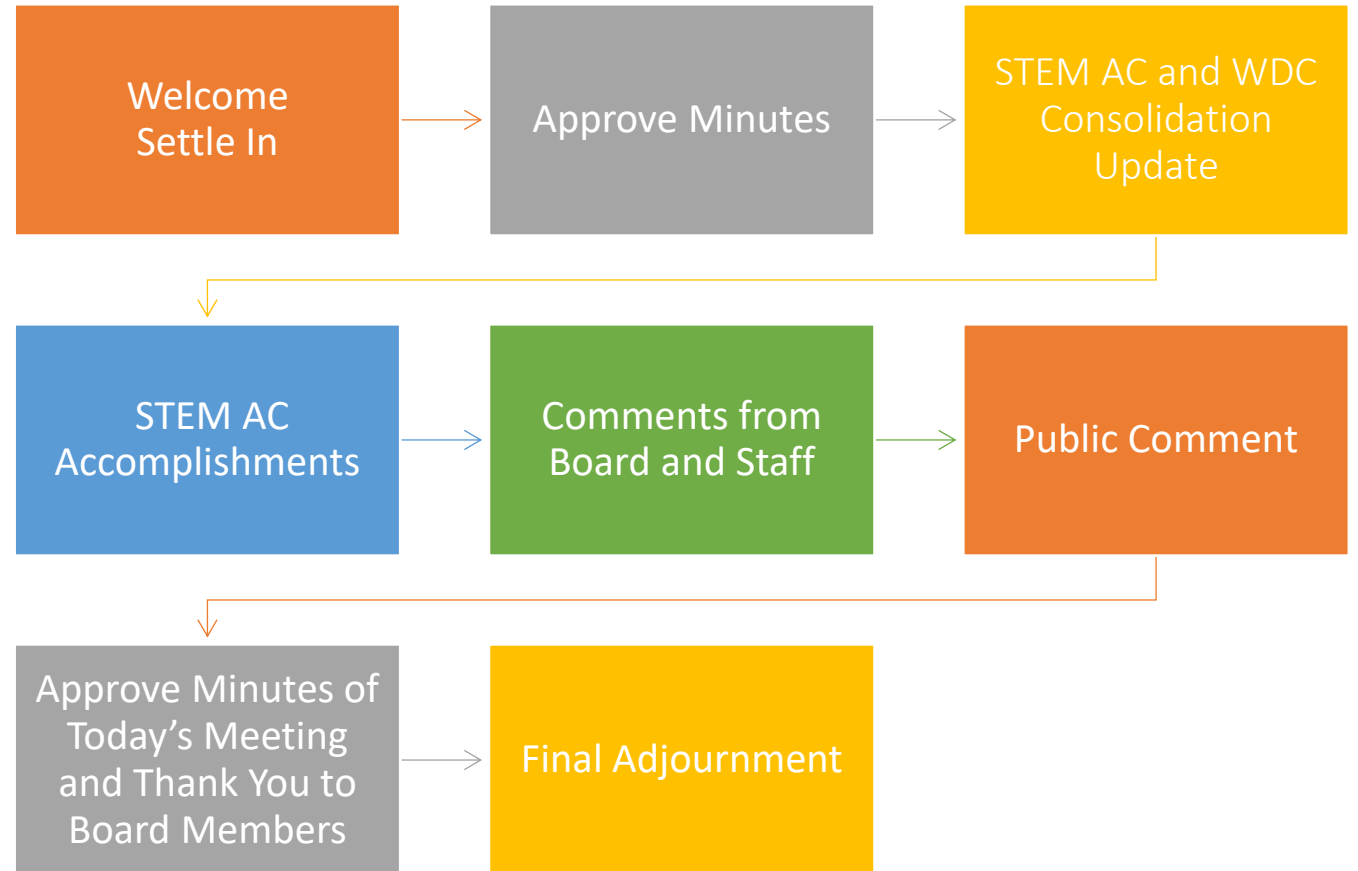 Welcome
Settle In
Approve Minutes
STEM AC and WDC
Consolidation
Update
STEM AC
Accomplishments
Comments from
Board and Staff
Public Comment
Approve Minutes of
Today’s Meeting
and Thank You to
Board Members
Final Adjournment